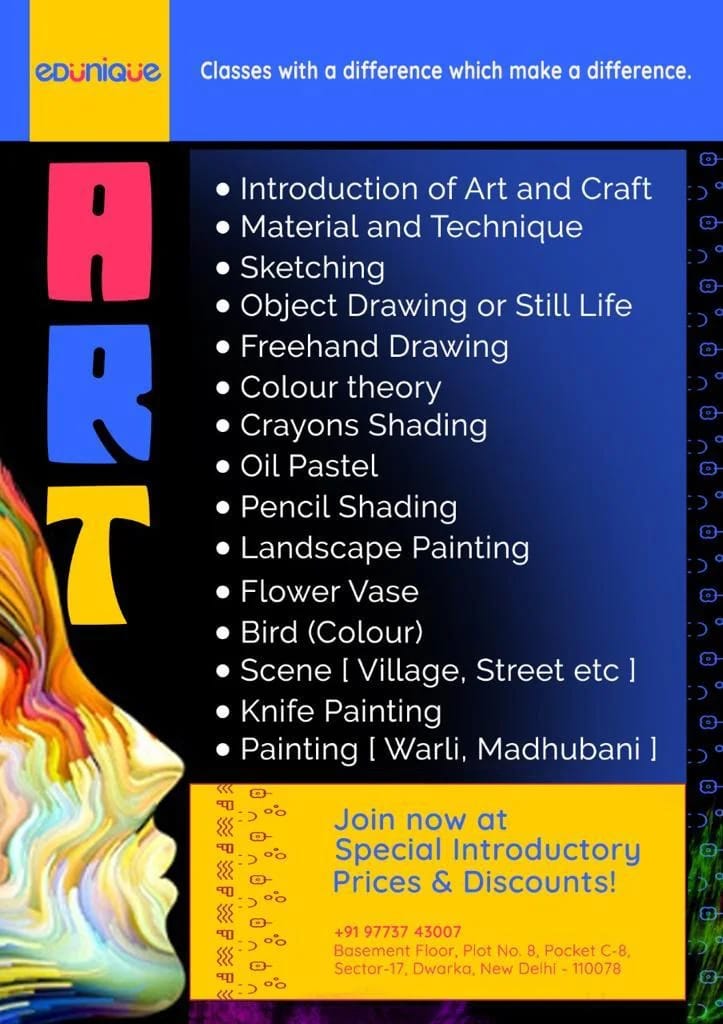 edünique
Classes with a difference which make a difference.
ART
• Introduction of Art and Craft
• Material and Technique
• Sketching
• Object Drawing or Still Life
• Freehand Drawing
• Colour theory
• Crayons Shading
• Oil Pastel
• Pencil Shading
• Landscape Painting
• Flower Vase
• Bird (Colour)
• Scene [ Village, Street etc ]
• Knife Painting
• Painting [ Warli, Madhubani ]
Join now at
Special Introductory
Prices & Discounts!
+91 97737 43007
Basement Floor, Plot No. 8, Pocket C-8,
Sector-17, Dwarka, New Delhi - 110078